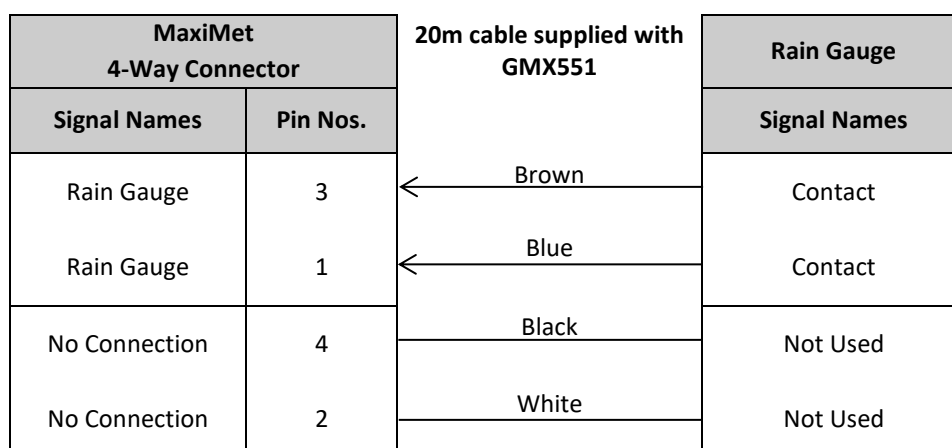 MaxiMet
4-Way Connector
20m cable supplied with
GMX551
Rain Gauge
Signal Names Pin Nos. Signal Names
Rain Gauge 3 Brown Contact
Rain Gauge 1 Blue Contact
No Connection 4 Black Not Used
No Connection 2 White Not Used